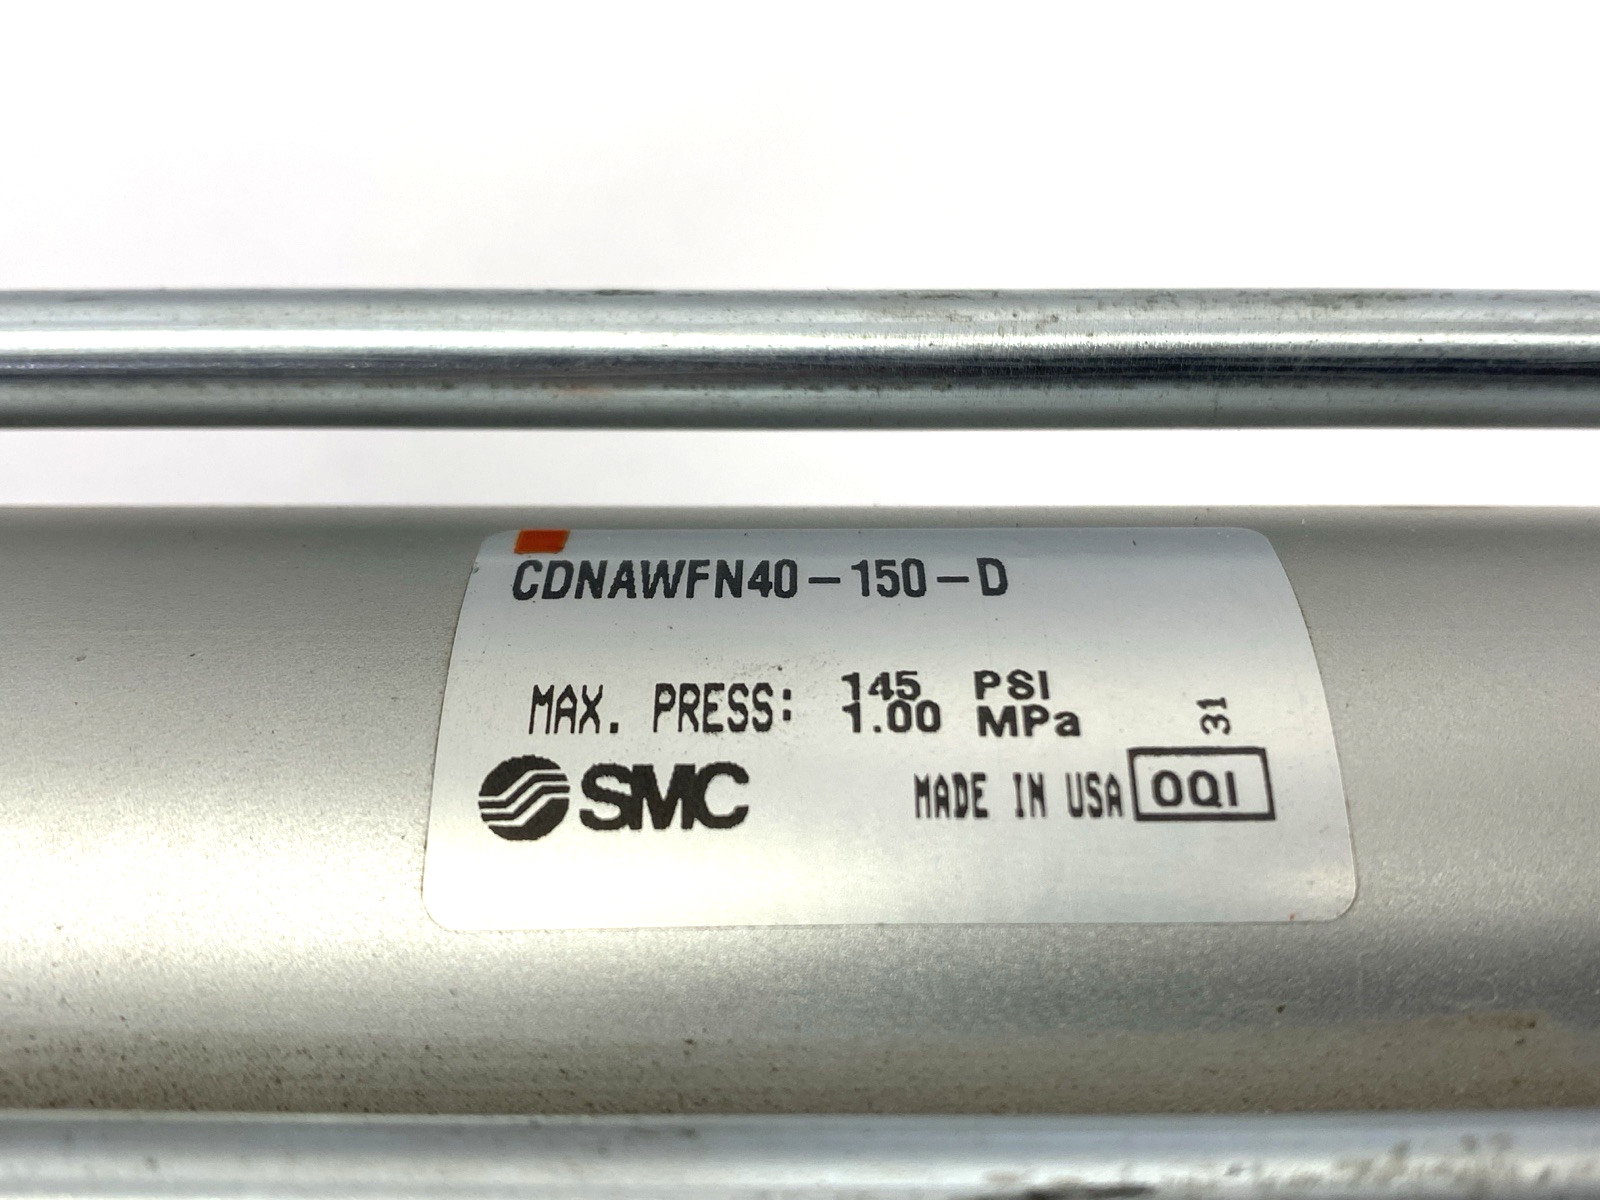 CDNAWFN40-150-D
MAX. PRESS: 145 PSI
1.00 MPa
31
SMC
MADE IN USA OQI